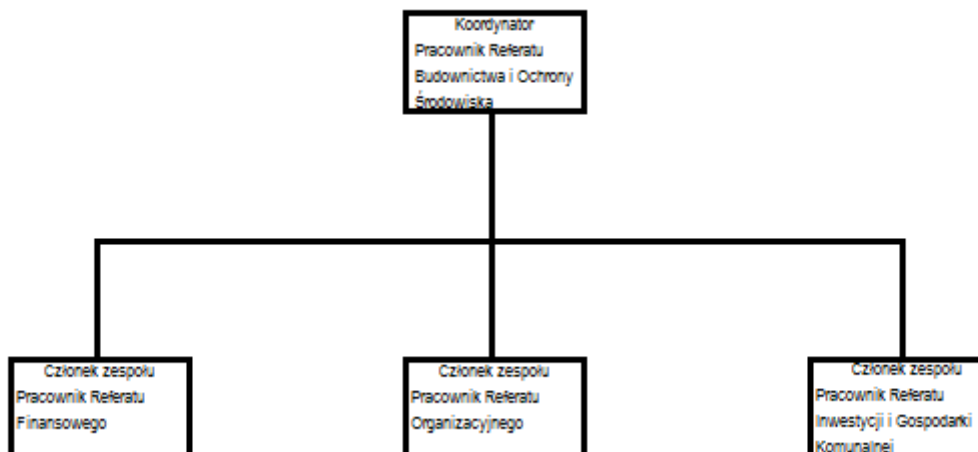 Koordynator
Pracownik Referatu
Budownictwa i Ochrony
Środowiska
Członek zespołu
Pracownik Referatu
Finansowego
Członek zespołu
Pracownik Referatu
Organizacyjnego
Członek zespołu
Pracownik Referatu
Inwestycji i Gospodarki
Komunalnej